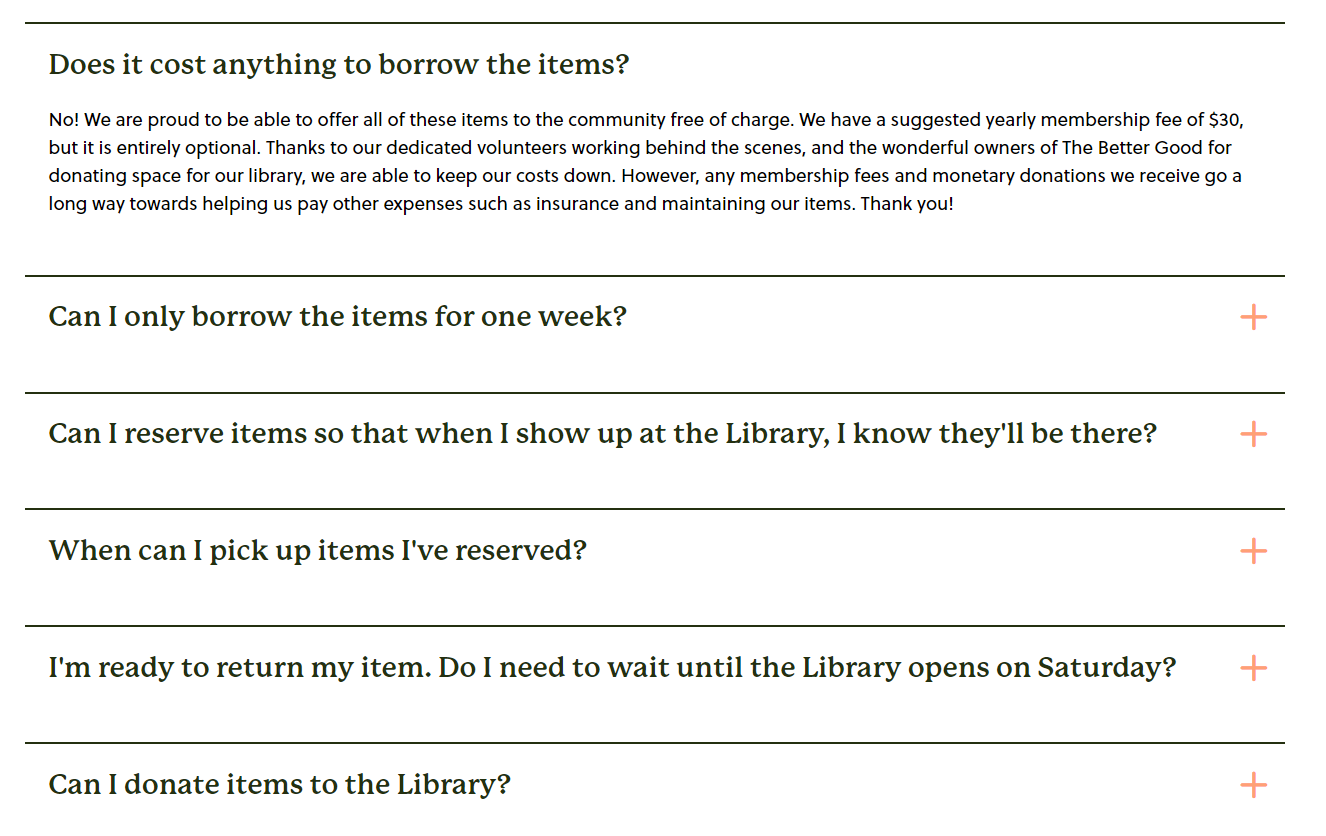 Does it cost anything to borrow the items?
No! We are proud to be able to offer all of these items to the community free of charge. We have a suggested yearly membership fee of $30,
but it is entirely optional. Thanks to our dedicated volunteers working behind the scenes, and the wonderful owners of The Better Good for
donating space for our library, we are able to keep our costs down. However, any membership fees and monetary donations we receive go a
long way towards helping us pay other expenses such as insurance and maintaining our items. Thank you!
Can I only borrow the items for one week?
Can I reserve items so that when I show up at the Library, I know they'll be there?
When can I pick up items I've reserved?
I'm ready to return my item. Do I need to wait until the Library opens on Saturday?
Can I donate items to the Library?